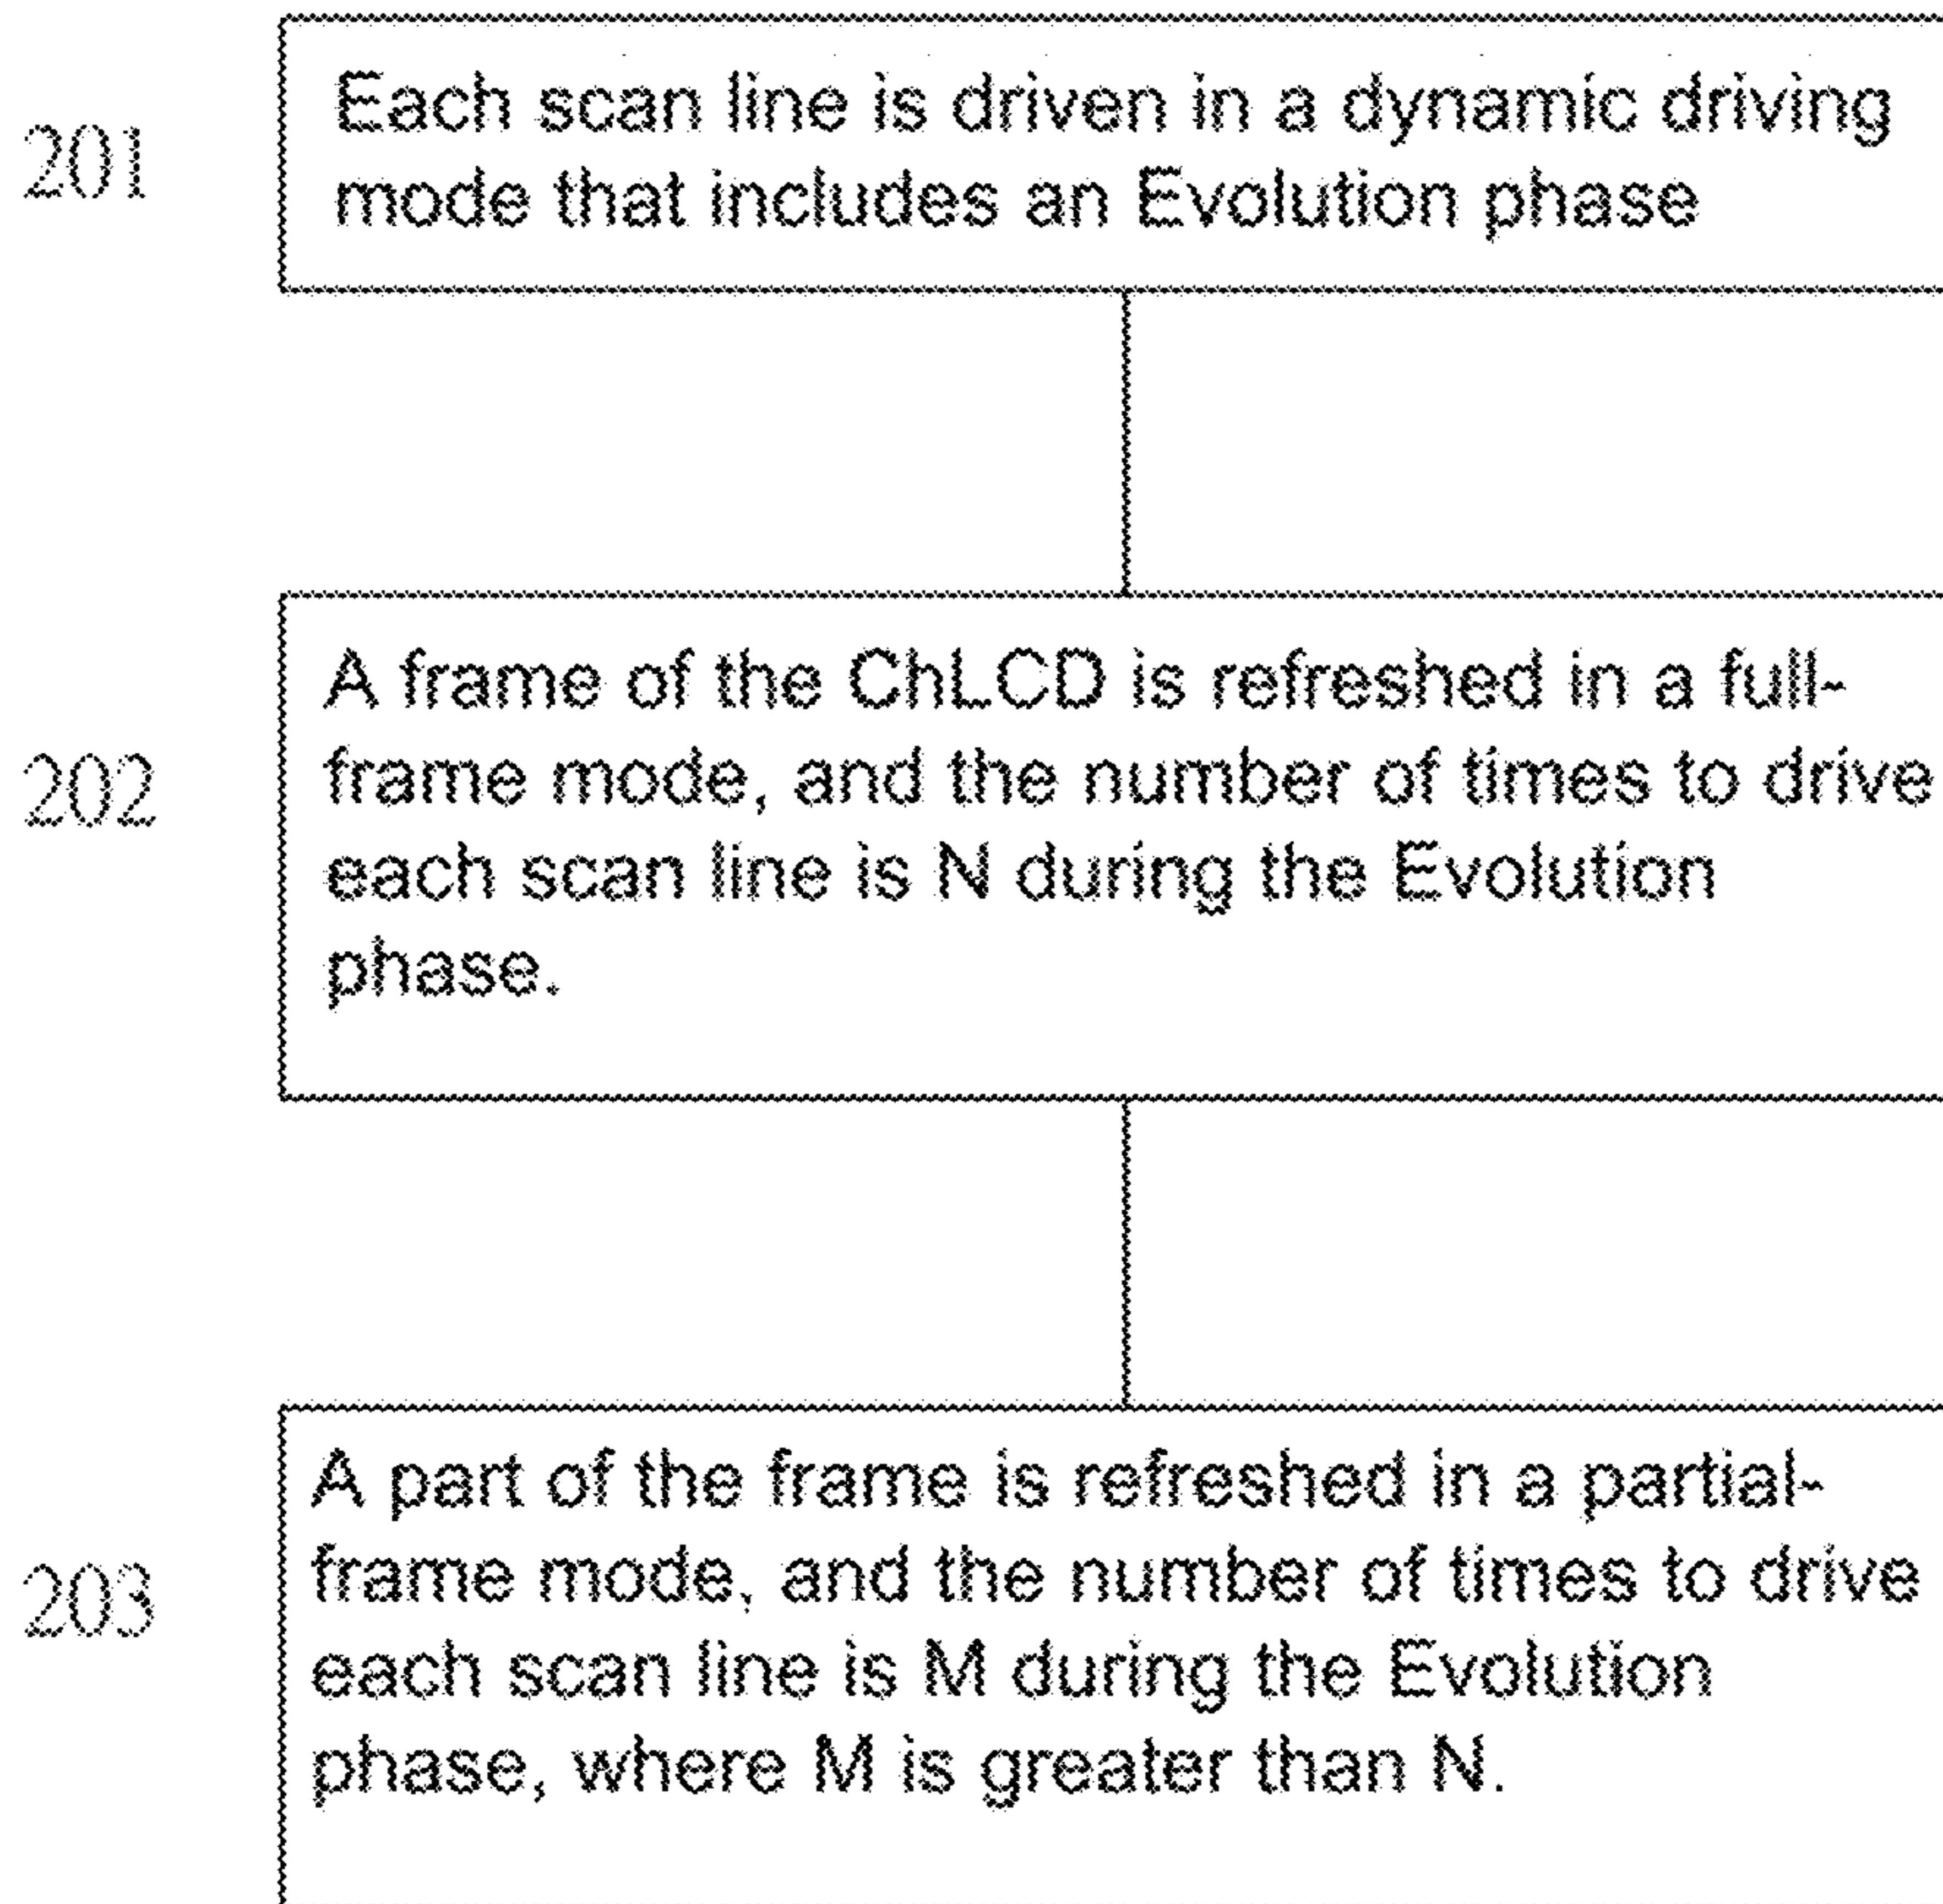 201
Each scan line is driven in a dynamic driving
mode that includes an Evolution phase
202
A frame of the ChLCD is refreshed in a full-
frame mode, and the number of times to drive
each scan line is N during the Evolution
phase.
203
A part of the frame is refreshed in a partial-
frame mode, and the number of times to drive
each scan line is M during the Evolution
phase, where M is greater than N.